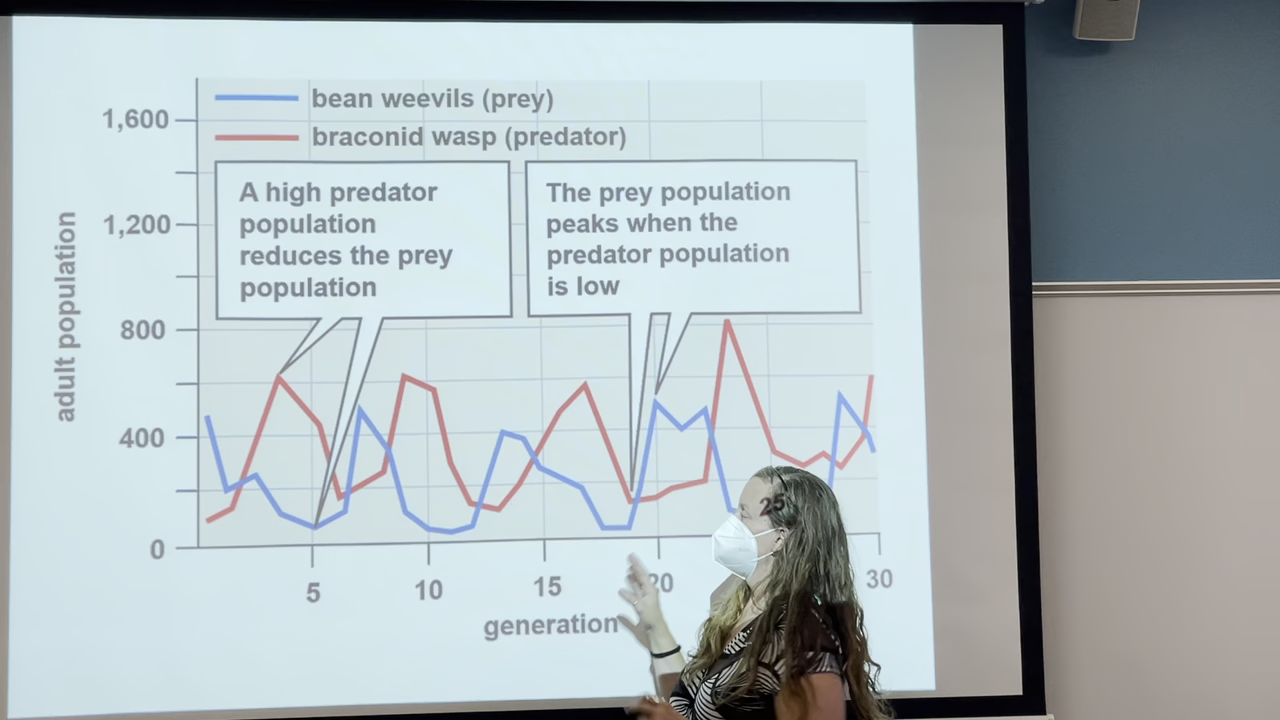 bean weevils (prey)
braconid wasp (predator)
1,600
1,200
800
400
0
adult population
A high predator
population
reduces the prey
population
The prey population
peaks when the
predator population
is low
5
10
15
20
25
30
generation